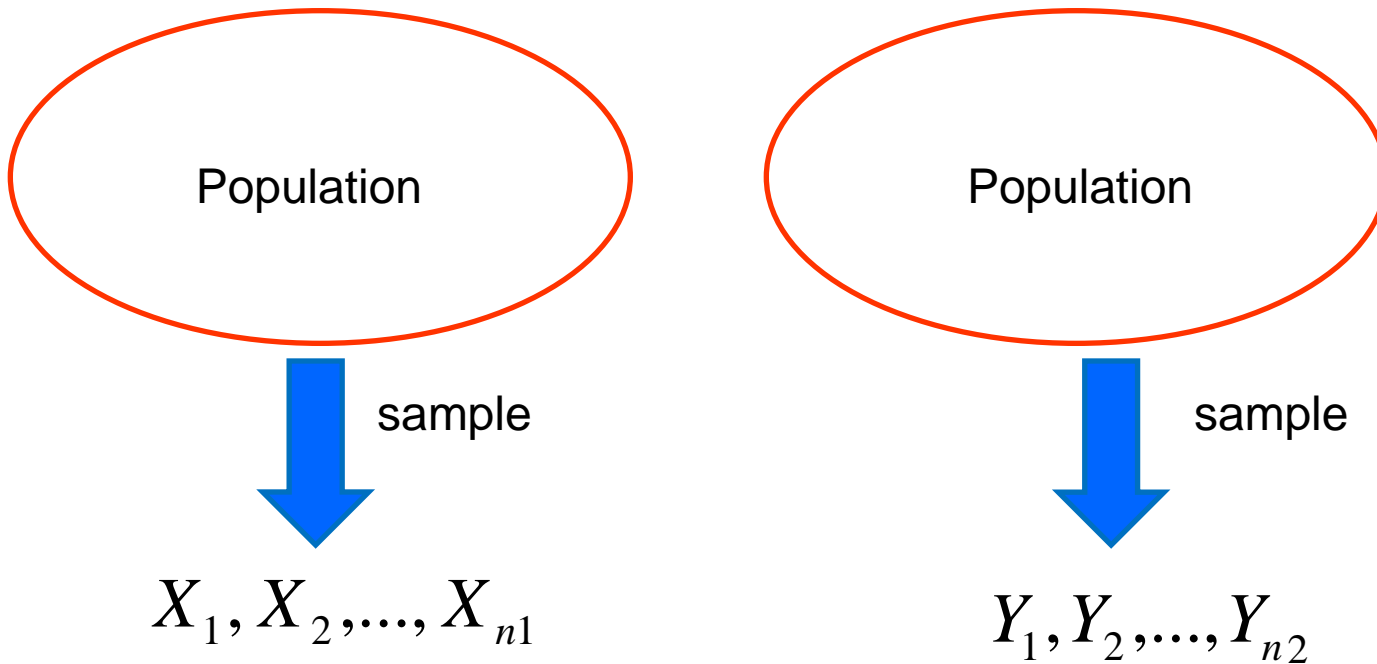 Population
Population
sample
sample
X₁, X₂,..., Xₙ₁
Y₁, Y₂,..., Yₙ₂